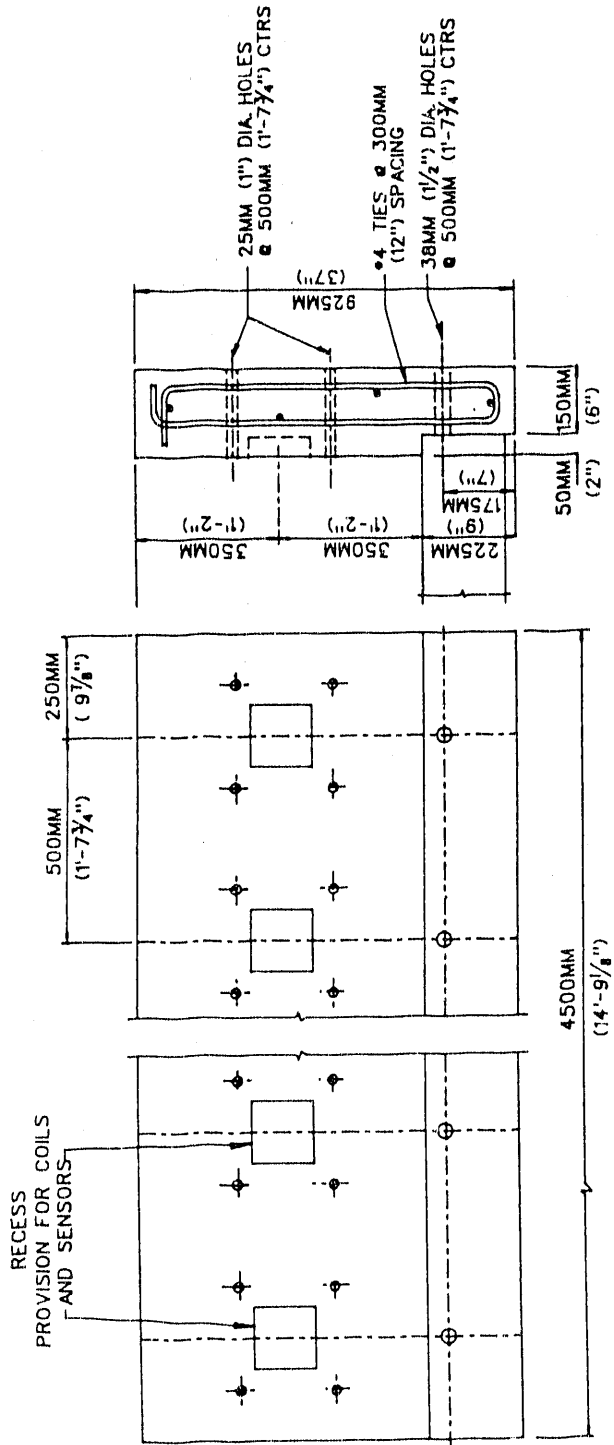 RECESS
PROVISION FOR COILS
AND SENSORS
500MM
(1'-7¾")
250MM
( 9⅞")
4500MM
(14'-9⅛")
350MM
(1'-2")
350MM
(1'-2")
225MM
(9")
175MM
(7")
50MM
(2")
150MM
(6")
925MM
(37")
25MM (1") DIA. HOLES
@ 500MM (1'-7¾") CTRS
#4 TIES @ 300MM
(12") SPACING
38MM (1½") DIA HOLES
@ 500MM (1'-7¾") CTRS